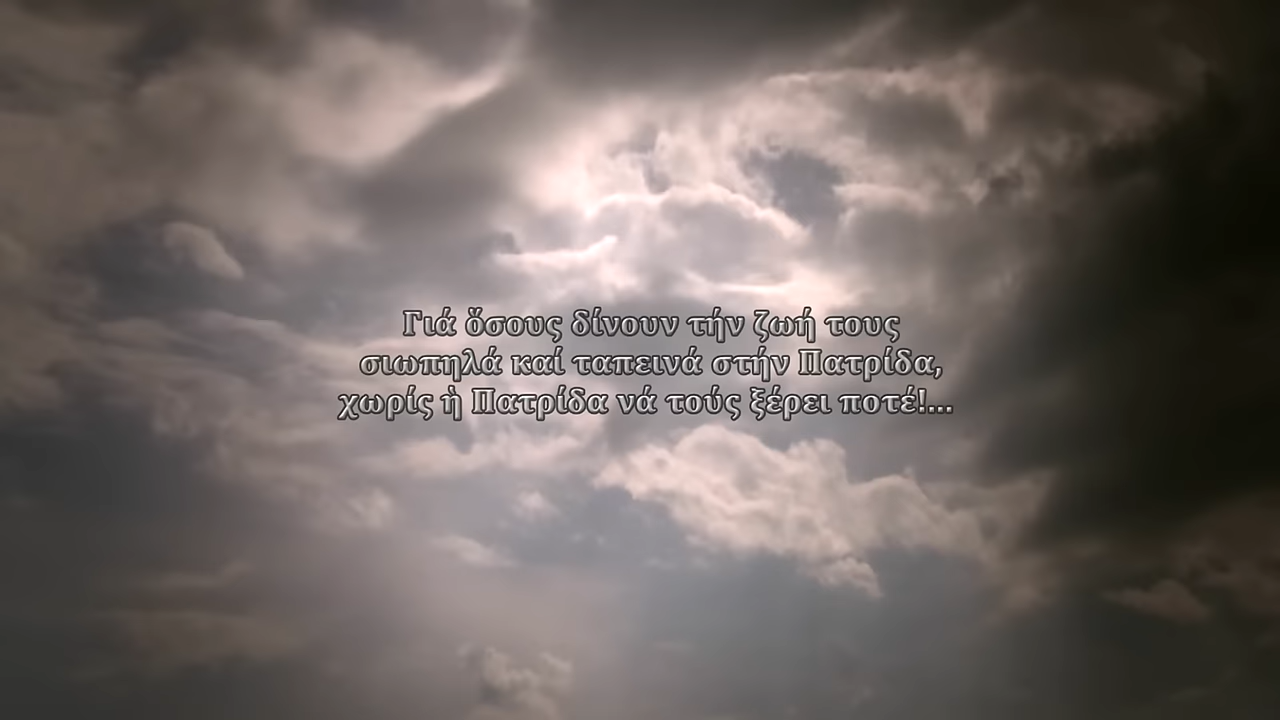 Γιά ὅσους δίνουν τήν ζωή τους
σιωπηλά καί ταπεινά στήν Πατρίδα,
χωρίς ἡ Πατρίδα νά τούς ξέρει ποτέ!...